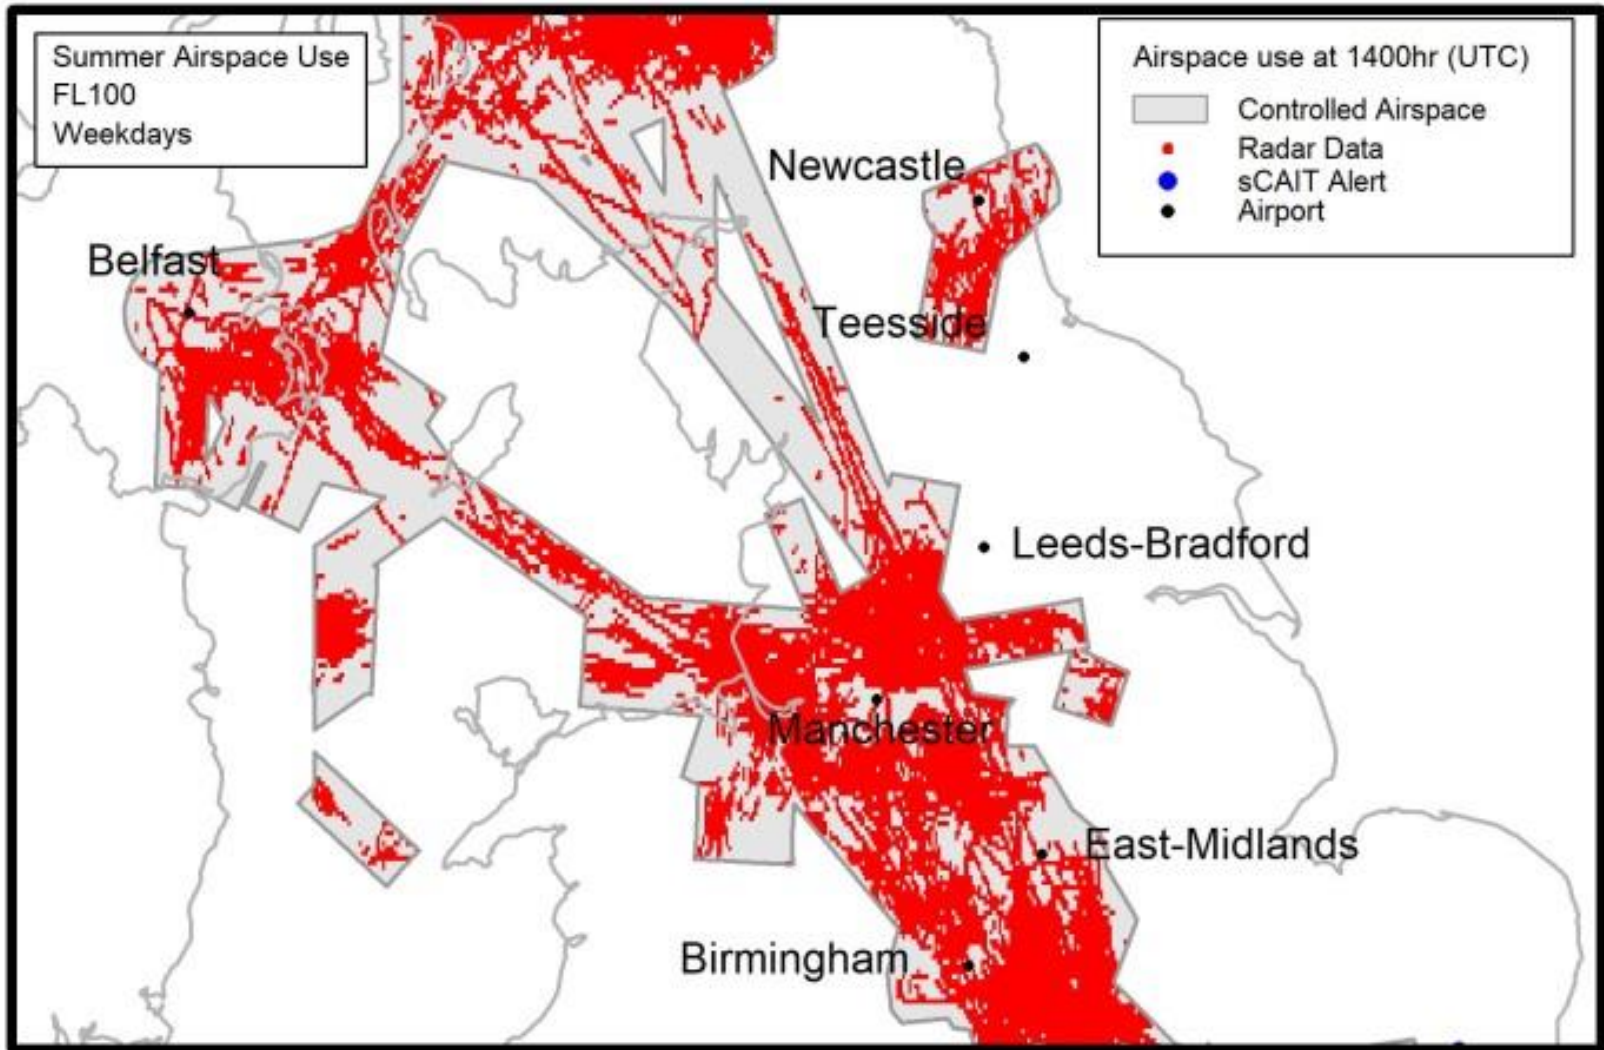 Summer Airspace Use
FL100
Weekdays
Airspace use at 1400hr (UTC)
Controlled Airspace
Radar Data
sCAIT Alert
Airport
Newcastle
Belfast
Teesside
Leeds-Bradford
Manchester
East-Midlands
Birmingham